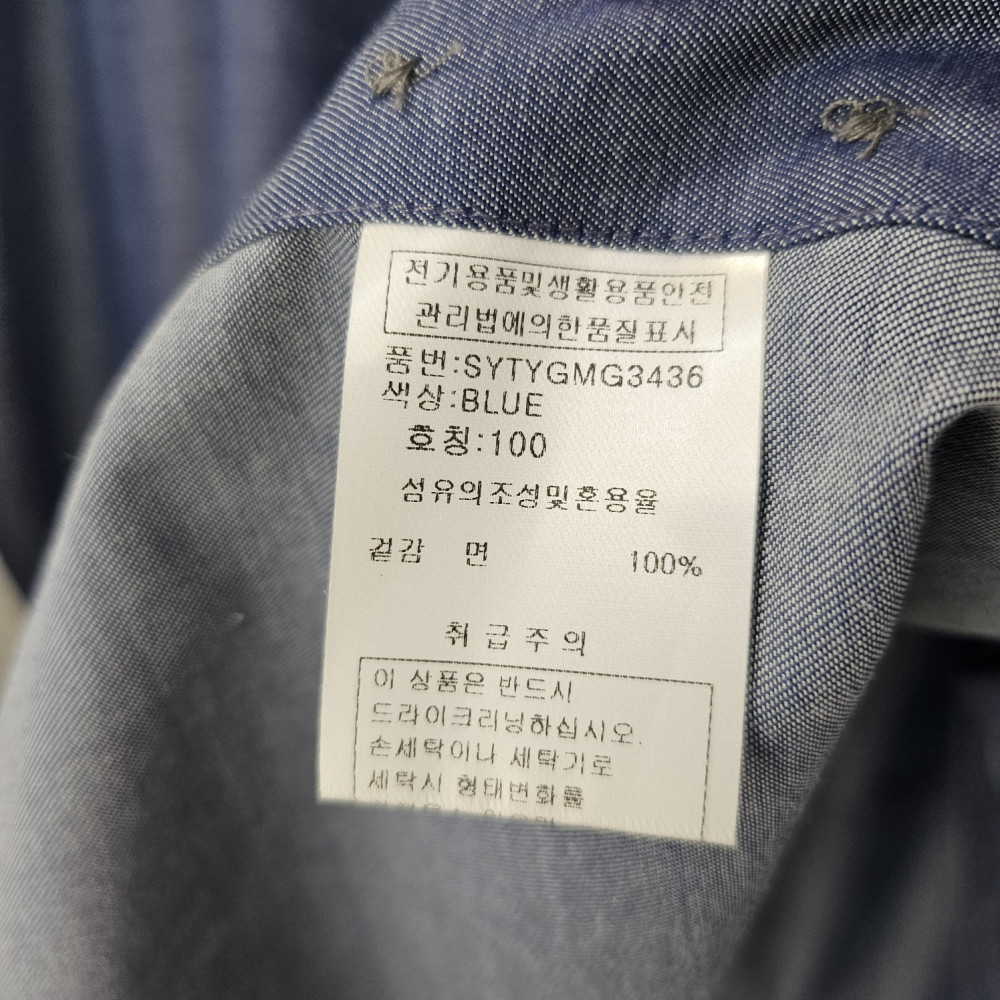 전기용품및생활용품안전
관리법에의한품질표시
품번:SYTYGMG3436
색상:BLUE
호칭:100
섬유의조성및혼용율
겉감 면 100%
취급주의
이 상품은 반드시
드라이크리닝하십시오.
손세탁이나 세탁기로
세탁시 형태변화를